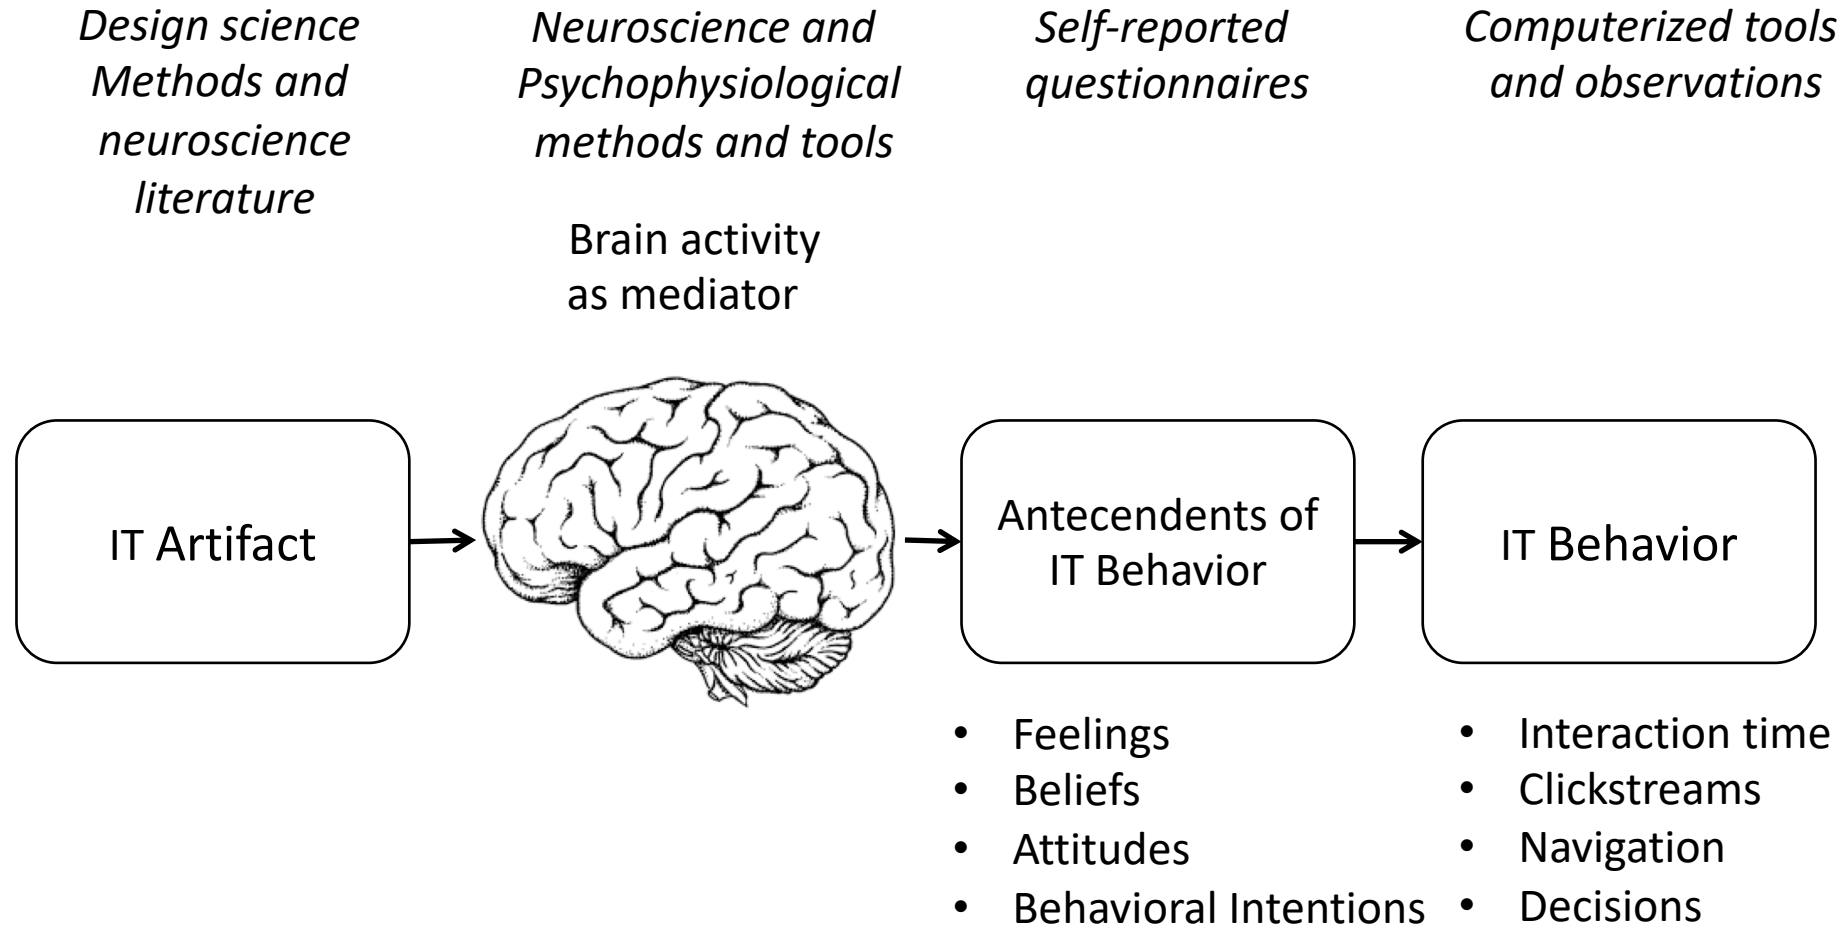 Design science
Methods and
neuroscience
literature
Neuroscience and
Psychophysiological
methods and tools
Self-reported
questionnaires
Computerized tools
and observations
Brain activity
as mediator
IT Artifact
Antecendents of
IT Behavior
IT Behavior
• Feelings
• Beliefs
• Attitudes
• Behavioral Intentions
• Interaction time
• Clickstreams
• Navigation
• Decisions